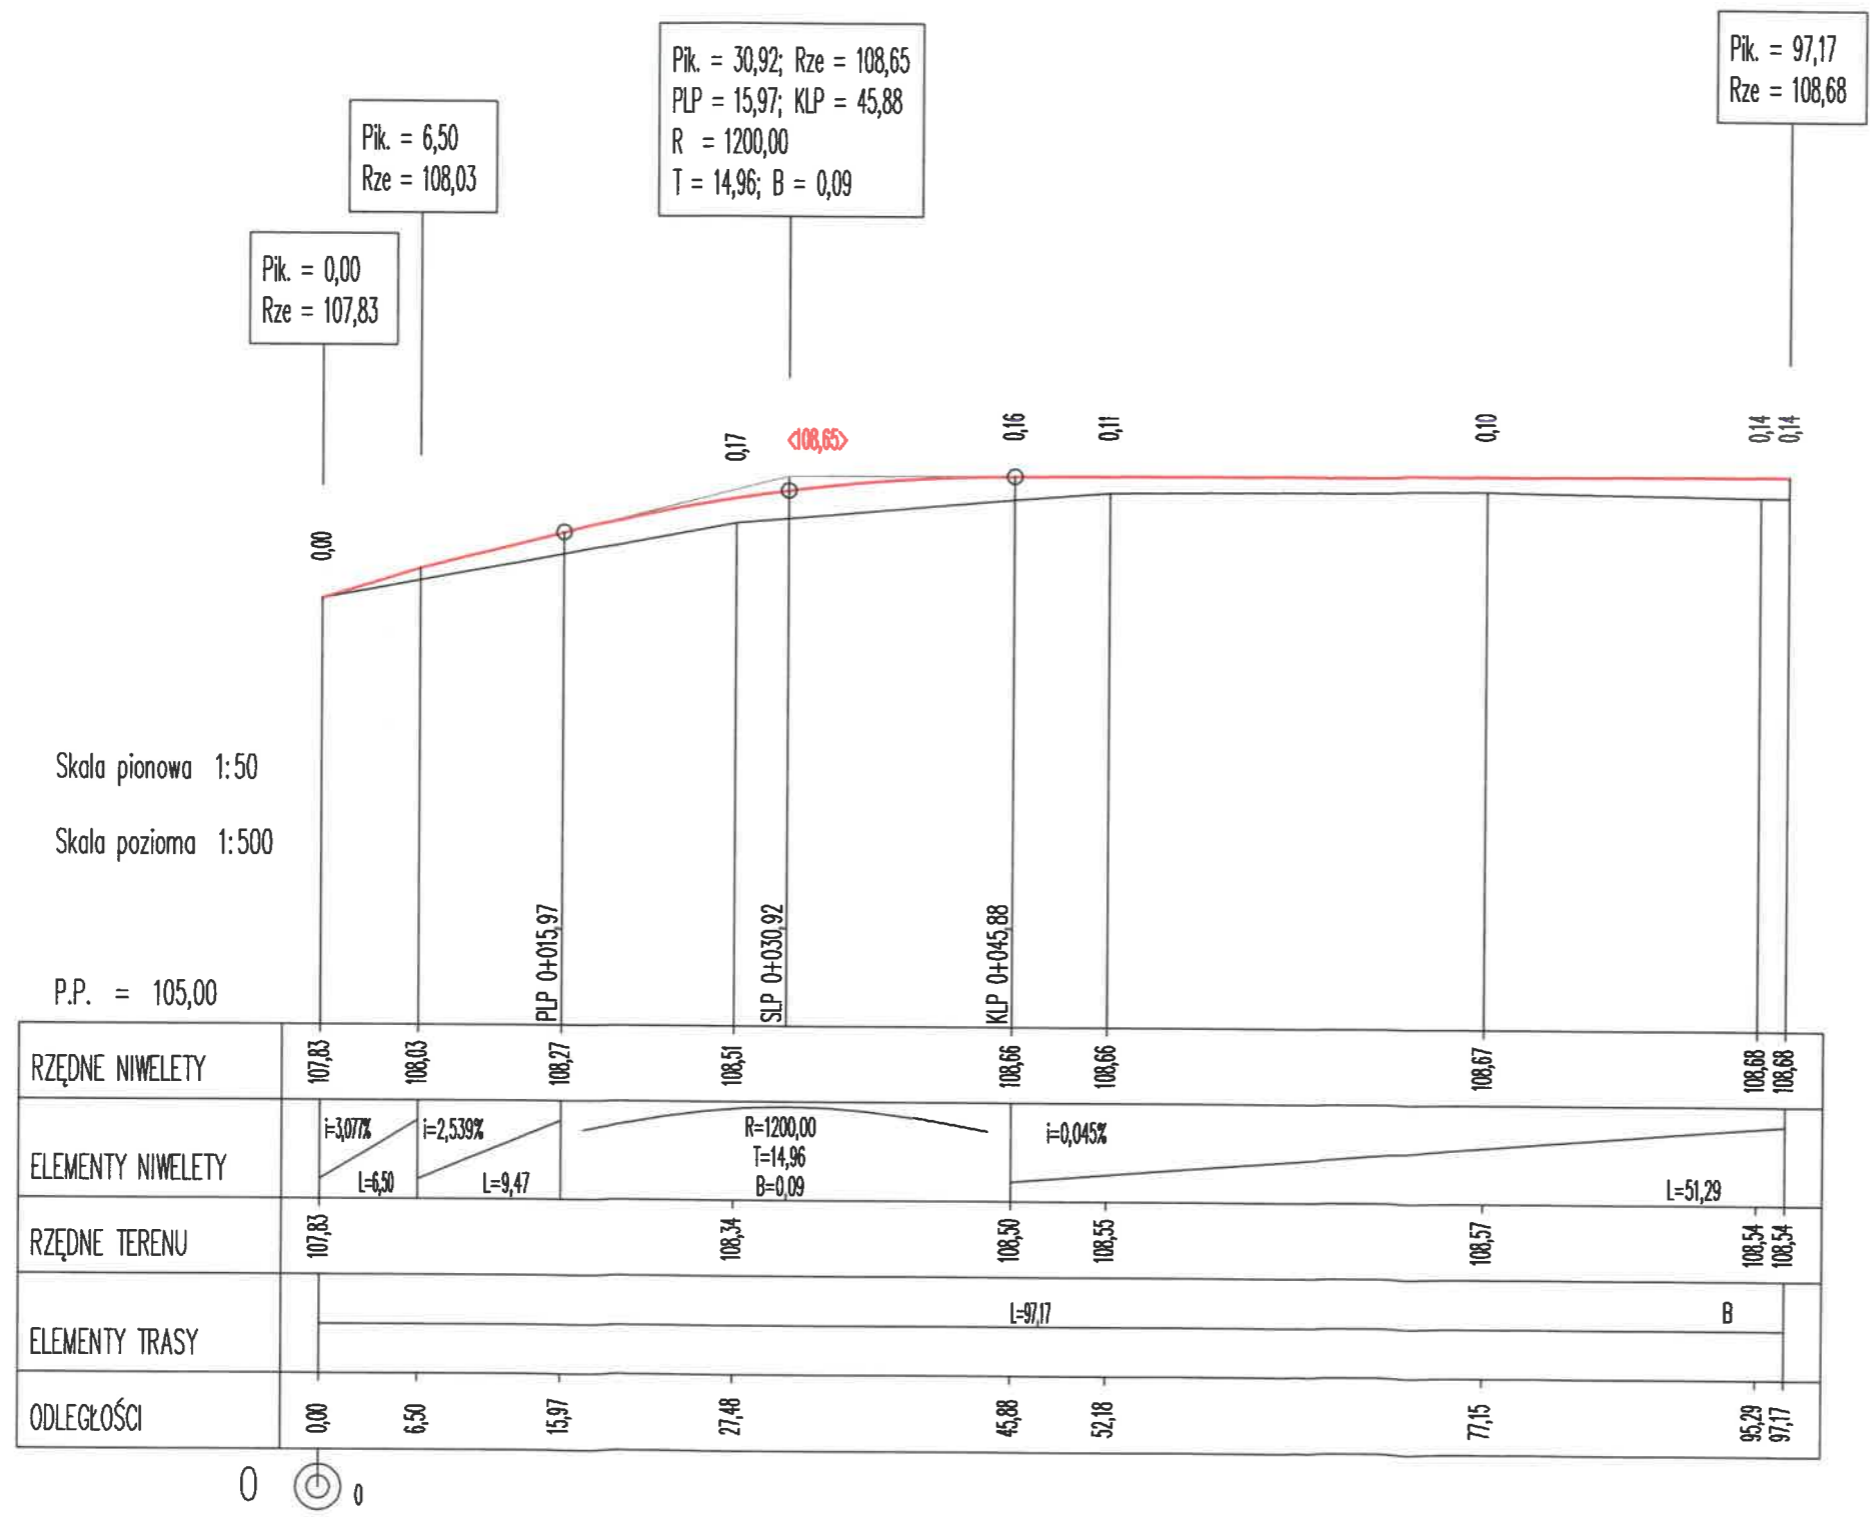 Pik. = 97,17
Rze = 108,68
Pik. = 30,92; Rze = 108,65
PLP = 15,97; KLP = 45,88
R = 1200,00
T = 14,96; B = 0,09
Pik. = 6,50
Rze = 108,03
Pik. = 0,00
Rze = 107,83
0,00
0,17
<108,65>
0,16
0,11
0,10
0,14
0,14
Skala pionowa 1:50
Skala pozioma 1:500
P.P. = 105,00
PLP 0+015,97
SLP 0+030,92
KLP 0+045,88
RZĘDNE NIWELETY
107,83
108,03
108,27
108,51
108,66
108,66
108,67
108,68
108,68
ELEMENTY NIWELETY
i=3,077%
L=6,50
i=2,539%
L=9,47
R=1200,00
T=14,96
B=0,09
i=0,045%
L=51,29
RZĘDNE TERENU
107,83
108,34
108,50
108,55
108,57
108,54
108,54
ELEMENTY TRASY
L=97,17
B
ODLEGŁOŚCI
0,00
6,50
15,97
27,48
45,88
52,18
77,15
95,29
97,17
0
0